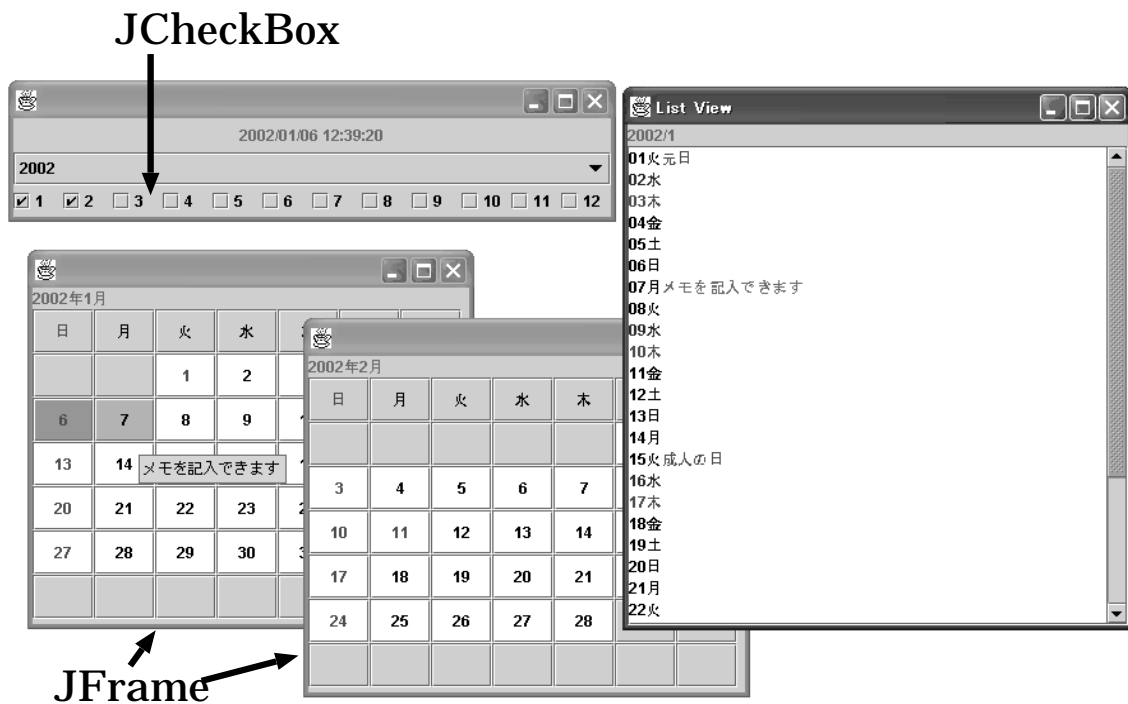 JCheckBox
2002/01/06 12:39:20
2002
1 2 3 4 5 6 7 8 9 10 11 12
List View
2002/1
01火元日
02水
03木
04金
05土
06日
07月メモを記入できます
08火
09水
10木
11金
12土
13日
14月
15火成人の日
16水
17木
18金
19土
20日
21月
22火
2002年1月
日 月 火 水
1 2
6 7 8 9
13 14
メモを記入できます
20 21 22 23
27 28 29 30
2002年2月
日 月 火 水 木
3 4 5 6 7
10 11 12 13 14
17 18 19 20 21
24 25 26 27 28
JFrame